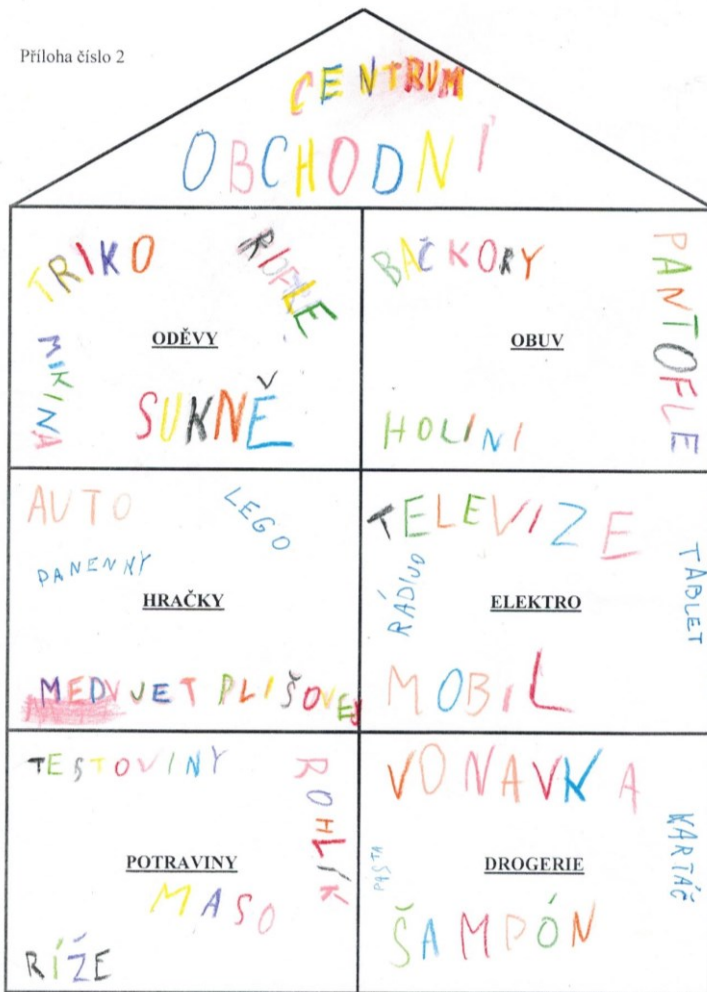 Příloha číslo 2
CENTRUM
OBCHODNÍ
TRIKO
RIFLE
MIKINA
ODĚVY
SUKNĚ
BAČKORY
PANTOFLE
OBUV
HOLINI
AUTO
LEGO
PANENNY
HRAČKY
MEDVJET PLIŠOVEJ
TELEVIZE
RÁDIJO
TABLET
ELEKTRO
MOBIL
TESTOVINY
ROHLÍK
POTRAVINY
MASO
RÍŽE
VONAVKA
KARTÁČ
PASTA
DROGERIE
ŠAMPÓN